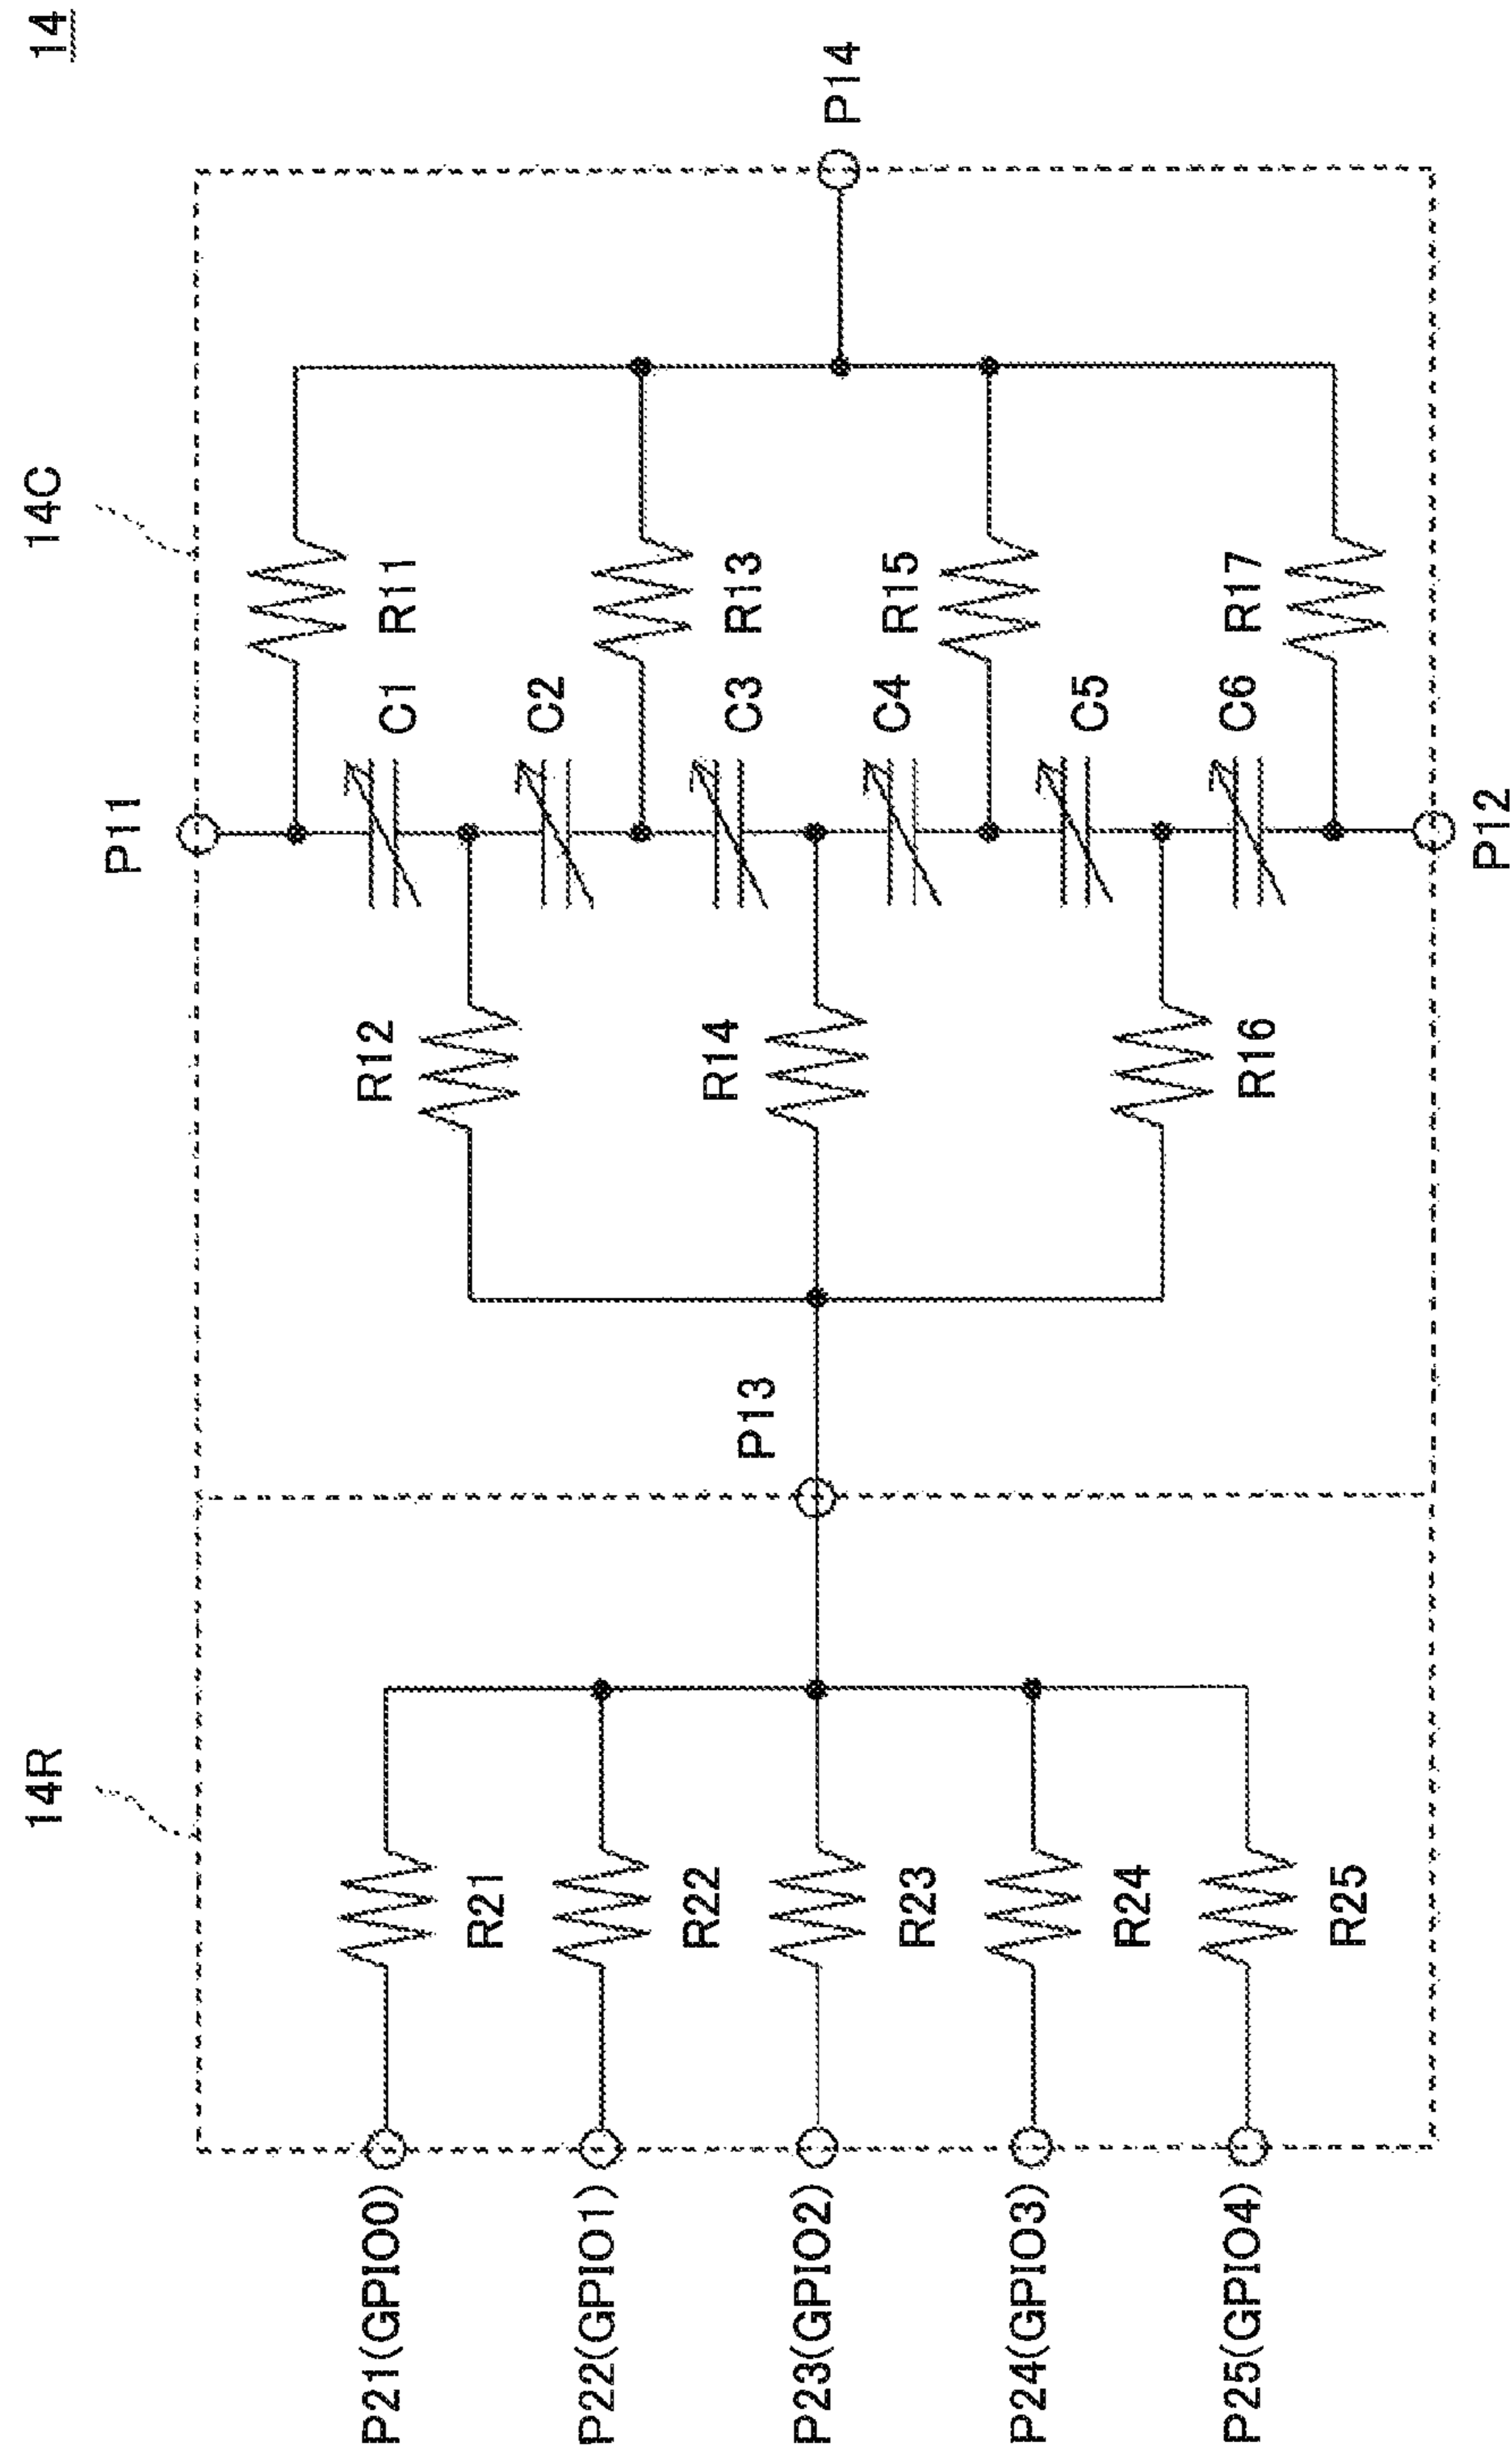 14
14R
14C
P11
P14
P13
P12
R11
C1
R12
C2
R13
C3
R14
C4
R15
C5
R16
C6
R17
R21
R22
R23
R24
R25
P21(GPIO0)
P22(GPIO1)
P23(GPIO2)
P24(GPIO3)
P25(GPIO4)